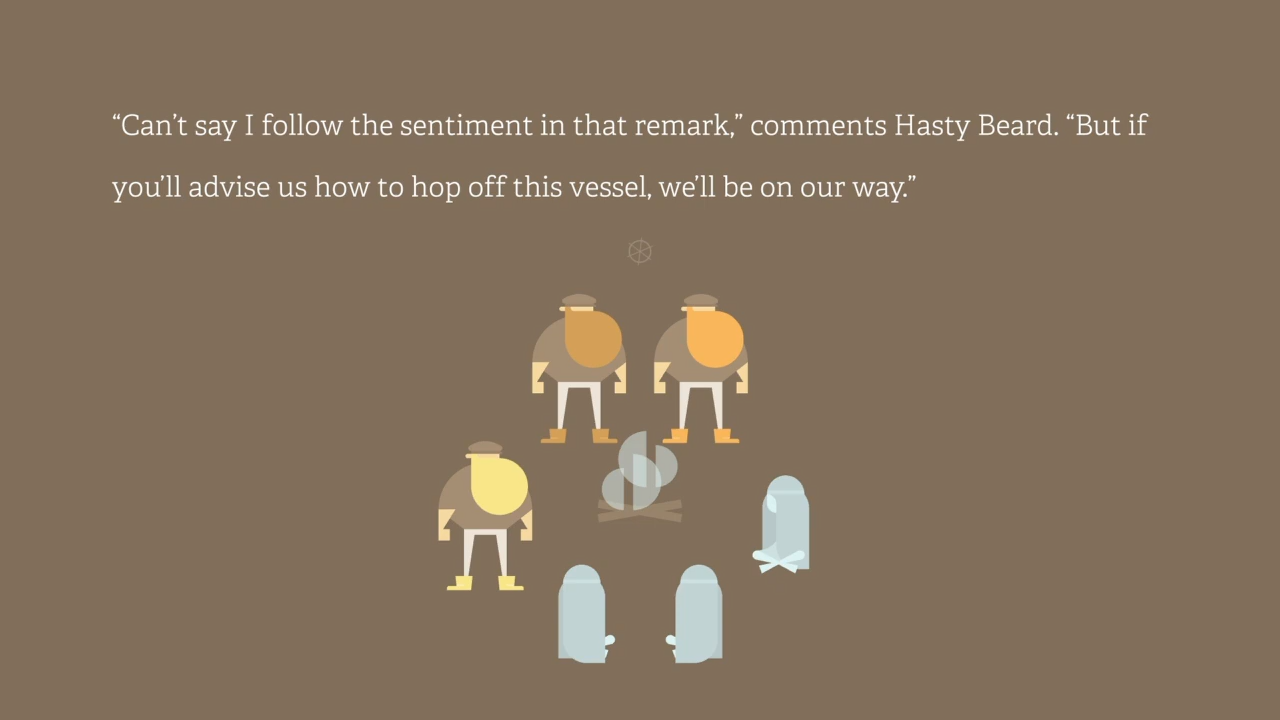 “Can’t say I follow the sentiment in that remark,” comments Hasty Beard. “But if
you’ll advise us how to hop off this vessel, we’ll be on our way.”